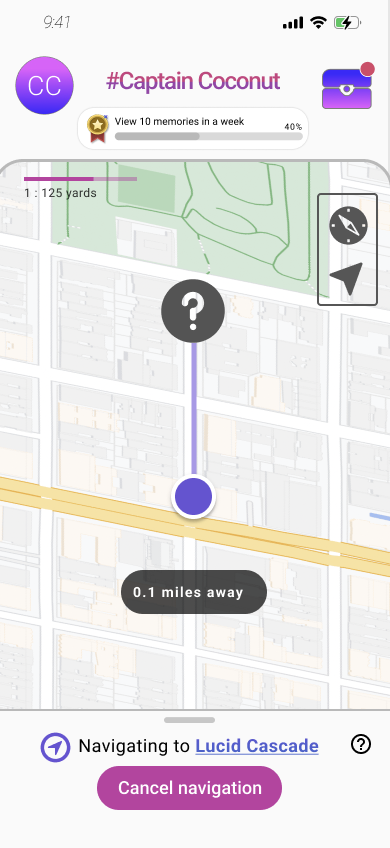 9:41
CC
#Captain Coconut
View 10 memories in a week
40%
1 : 125 yards
?
0.1 miles away
Navigating to Lucid Cascade
?
Cancel navigation